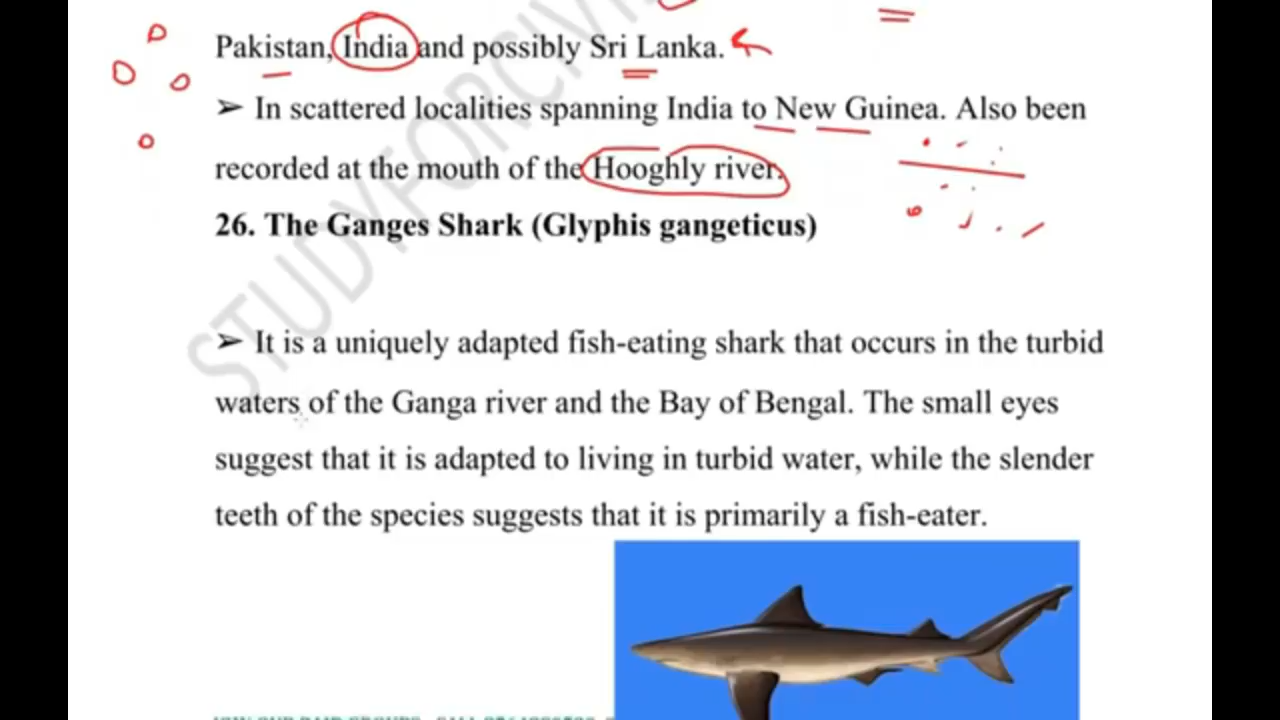 Pakistan, India and possibly Sri Lanka.
➢ In scattered localities spanning India to New Guinea. Also been
recorded at the mouth of the Hooghly river.
26. The Ganges Shark (Glyphis gangeticus)
➢ It is a uniquely adapted fish-eating shark that occurs in the turbid
waters of the Ganga river and the Bay of Bengal. The small eyes
suggest that it is adapted to living in turbid water, while the slender
teeth of the species suggests that it is primarily a fish-eater.
STUDYFORCIVI